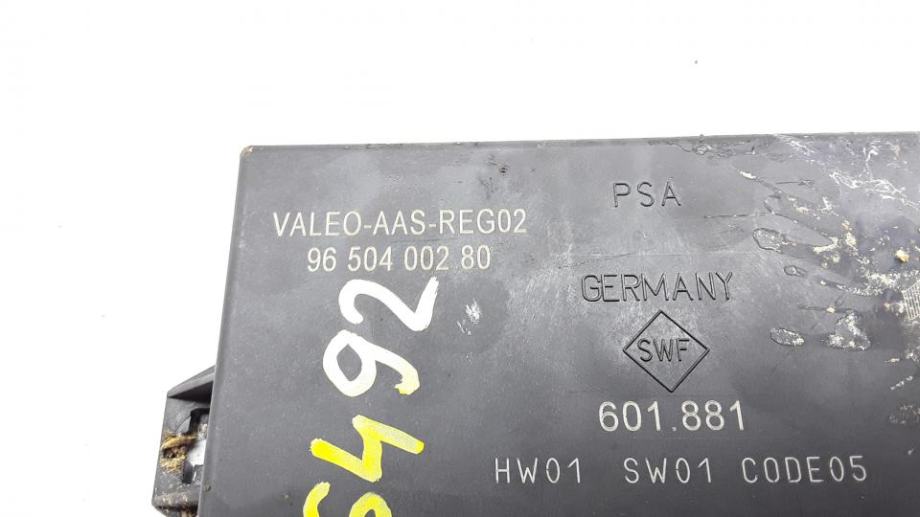 PSA
VALEO-AAS-REG02
96 504 002 80
GERMANY
SWF
601.881
HW01 SW01 CODE05